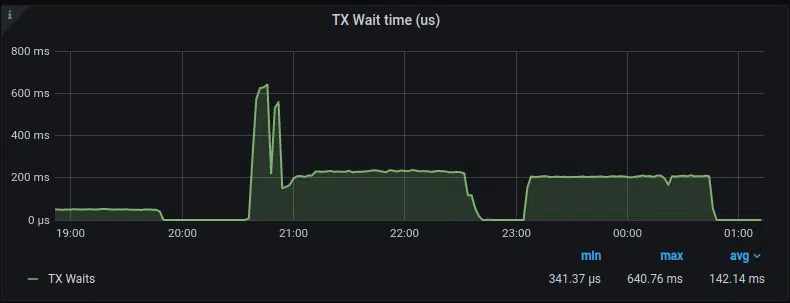 i
TX Wait time (us)
800 ms
600 ms
400 ms
200 ms
0 µs
19:00 20:00 21:00 22:00 23:00 00:00 01:00
min max avg
TX Waits 341.37 µs 640.76 ms 142.14 ms